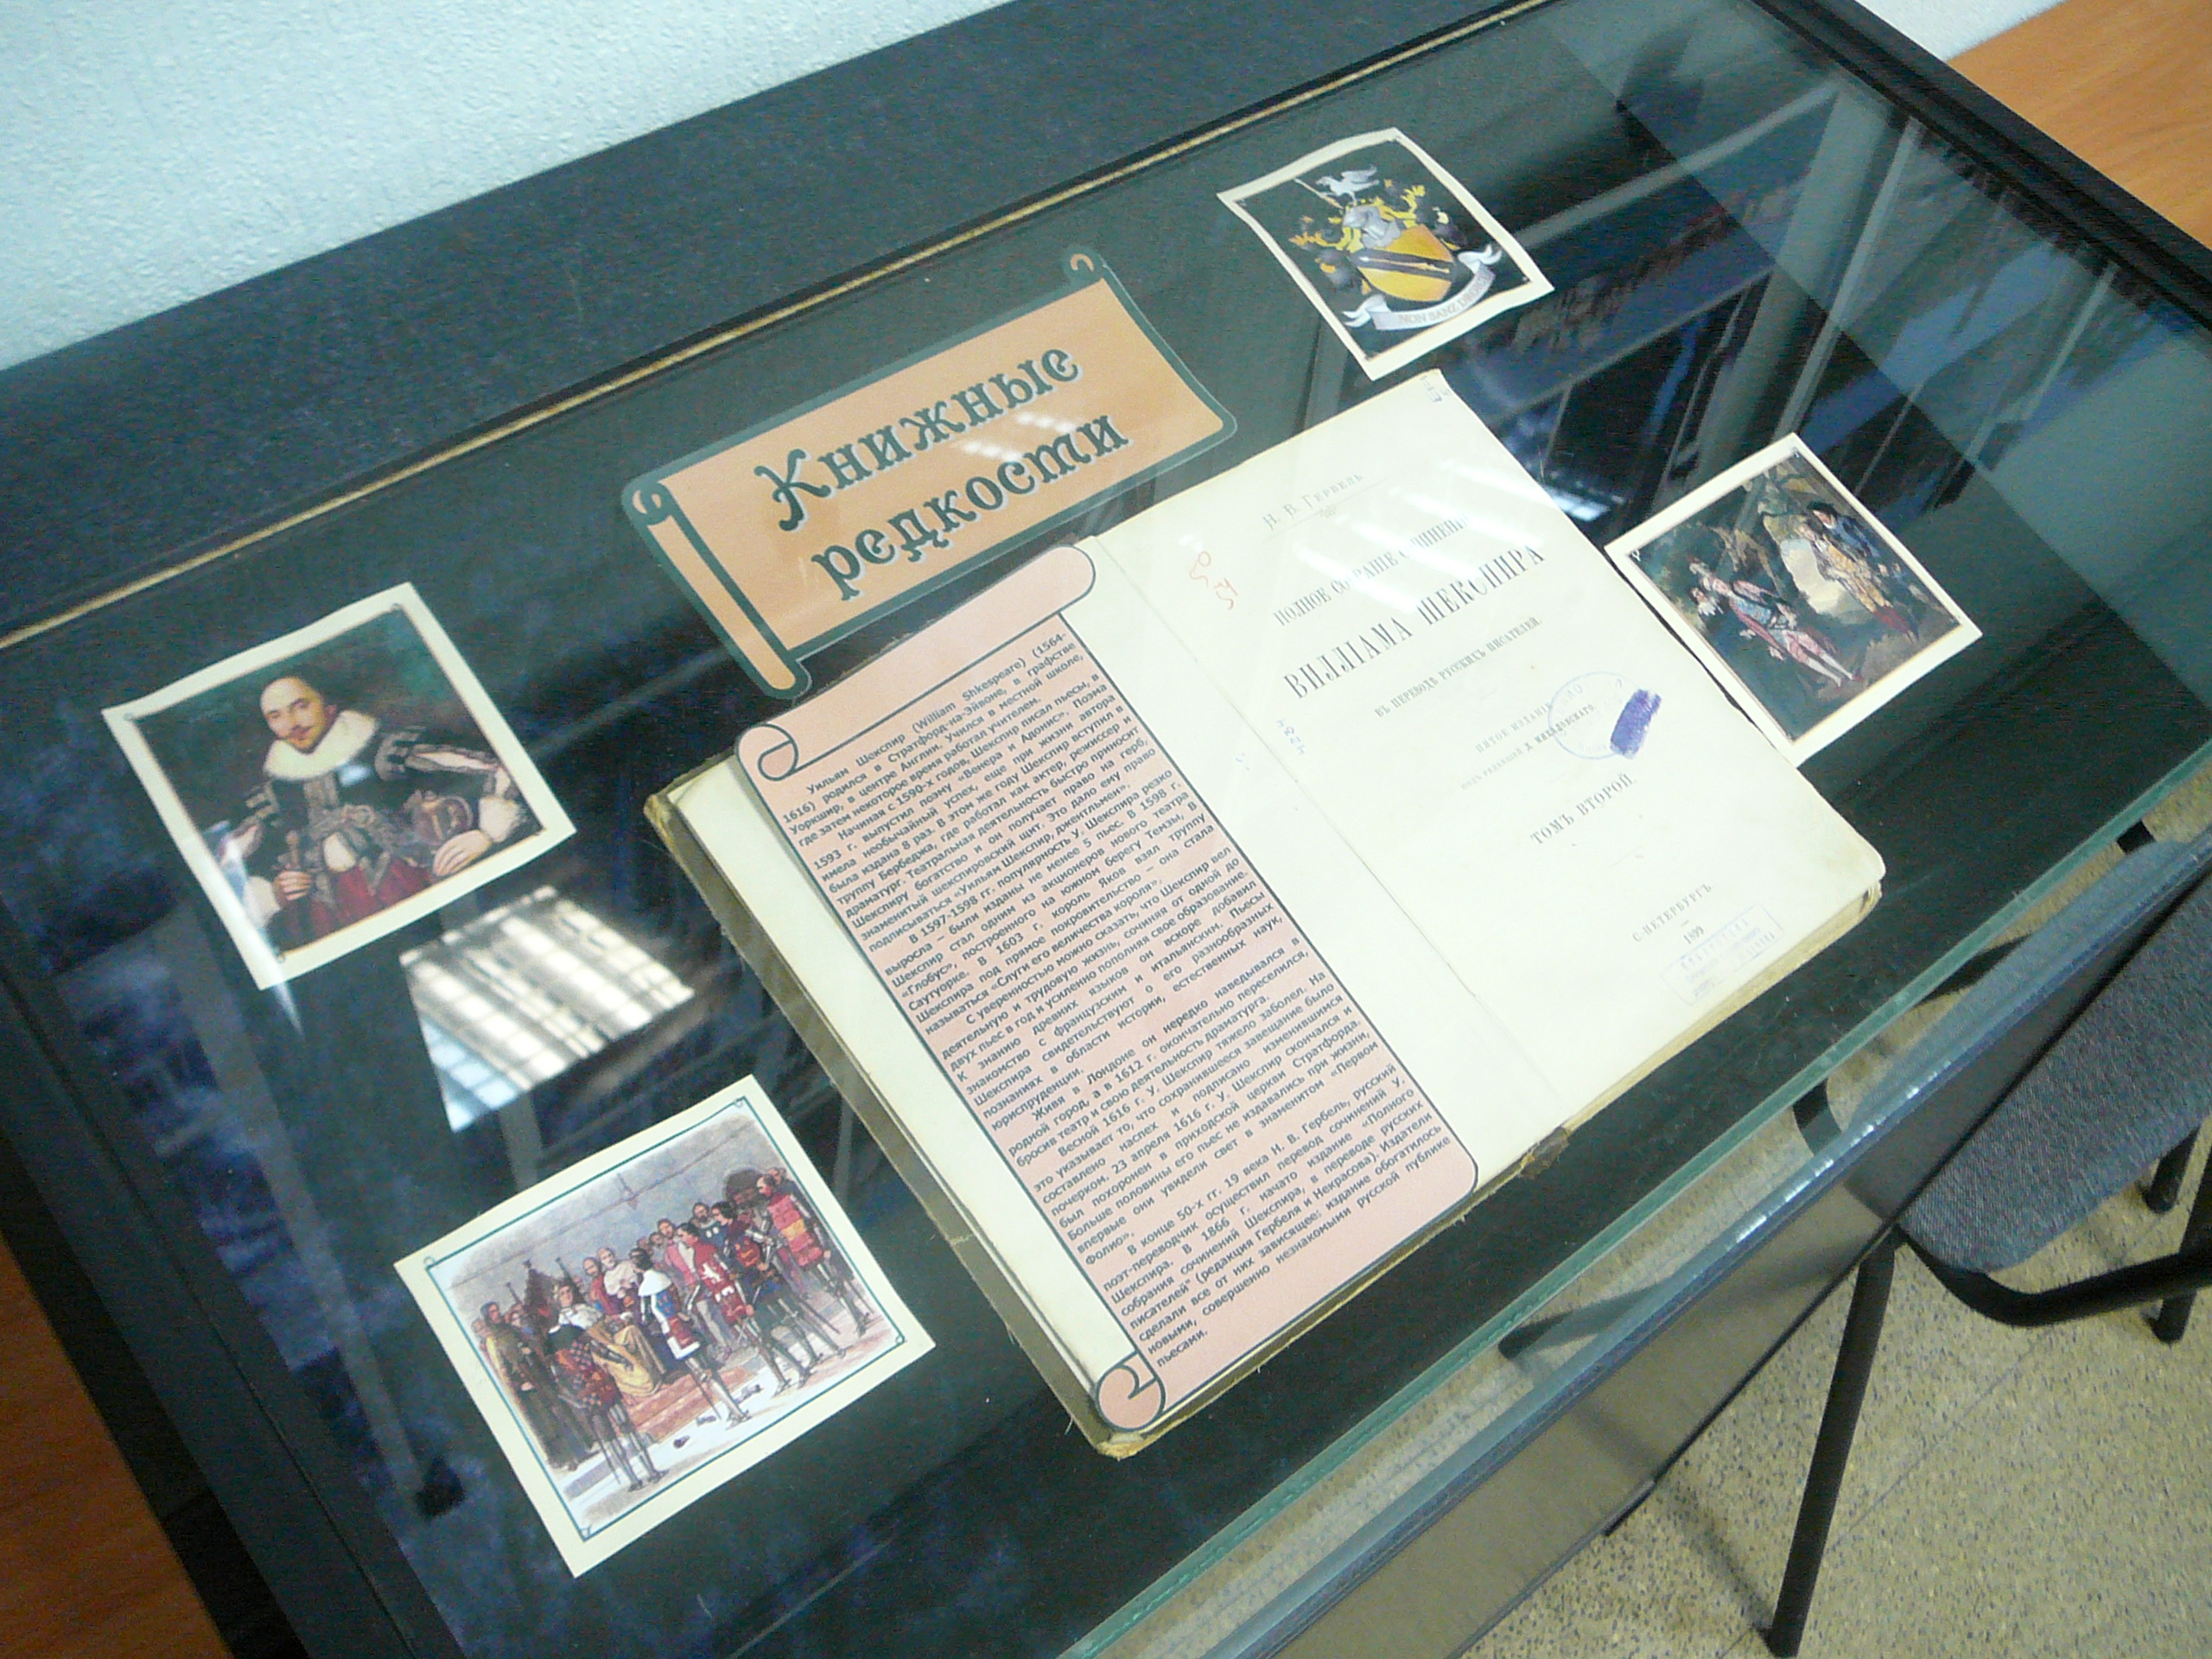 Книжные
редкости
NON SANZ DROICT
Уильям Шекспир (William Shkespeare) (1564-
1616) родился в Стратфорд-на-Эйвоне, в графстве
Уоркшир, в центре Англии. Учился в местной школе,
где затем некоторое время работал учителем.
Начиная с 1590-х годов, Шекспир писал пьесы, в
1593 г. выпустил поэму «Венера и Адонис». Поэма
имела необычайный успех, еще при жизни автора
была издана 8 раз. В этом же году Шекспир вступил в
труппу Бербеджа, где работал как актер, режиссер и
драматург. Театральная деятельность быстро приносит
Шекспиру богатство и он получает право на герб,
знаменитый шекспировский щит. Это дало ему право
подписываться «Уильям Шекспир, джентльмен».
В 1597-1598 гг. популярность У. Шекспира резко
выросла – были изданы не менее 5 пьес. В 1598 г.
Шекспир стал одним из акционеров нового театра
«Глобус», построенного на южном берегу Темзы, в
Саутуорке. В 1603 г. король Яков взял труппу
Шекспира под прямое покровительство – она стала
называться «Слуги его величества короля».
С уверенностью можно сказать, что Шекспир вел
деятельную и трудовую жизнь, сочиняя от одной до
двух пьес в год и усиленно пополняя свое образование.
К знанию древних языков он вскоре добавил
знакомство с французским и итальянским. Пьесы
Шекспира свидетельствуют о его разнообразных
познаниях в области истории, естественных наук,
юриспруденции.
Живя в Лондоне он нередко наведывался в
родной город, а в 1612 г. окончательно переселился,
бросив театр и свою деятельность драматурга.
Весной 1616 г. У. Шекспир тяжело заболел. На
это указывает то, что сохранившееся завещание было
составлено наспех и подписано изменившимся
почерком. 23 апреля 1616 г. У. Шекспир скончался и
был похоронен в приходской церкви Стратфорда.
Больше половины его пьес не издавались при жизни,
впервые они увидели свет в знаменитом «Первом
Фолио».
В конце 50-х гг. 19 века Н. В. Гербель, русский
поэт-переводчик осуществил перевод сочинений У.
Шекспира. В 1866 г. начато издание «Полного
собрания сочинений Шекспира, в переводе русских
писателей" (редакция Гербеля и Некрасова). Издатели
сделали все от них зависящее: издание обогатилось
новыми, совершенно незнакомыми русской публике
пьесами.
Н. В. Гербель
ПОЛНОЕ СОБРАНІЕ СОЧИНЕНІЙ
ВИЛЛІАМА ШЕКСПИРА
ВЪ ПЕРЕВОДѢ РУССКИХЪ ПИСАТЕЛЕЙ.
ПЯТОЕ ИЗДАНІЕ
ПОДЪ РЕДАКЦІЕЙ Д. МИХАЛОВСКАГО.
ТОМЪ ВТОРОЙ.
С.-ПЕТЕРБУРГЪ
1899